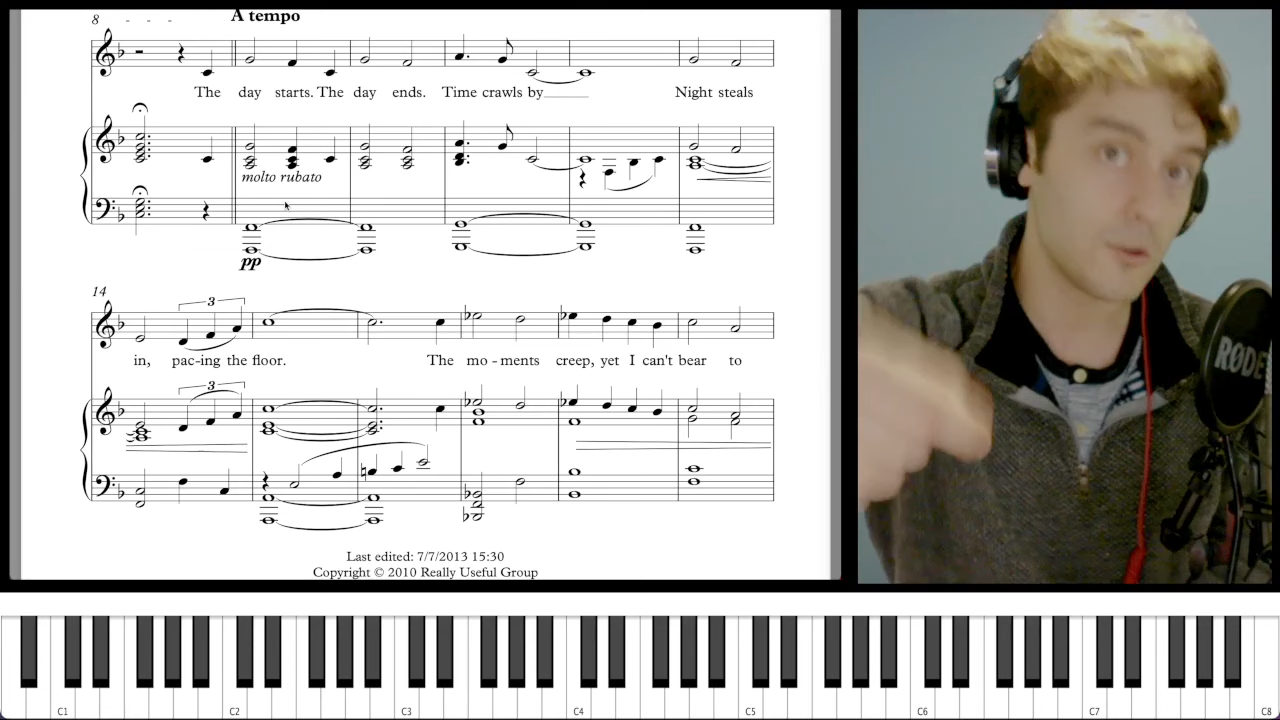 8
A tempo
The day starts. The day ends. Time crawls by Night steals
molto rubato
pp
14
3
in, pac-ing the floor. The mo-ments creep, yet I can't bear to
3
Last edited: 7/7/2013 15:30
Copyright © 2010 Really Useful Group
RØDE
C1 C2 C3 C4 C5 C6 C7 C8